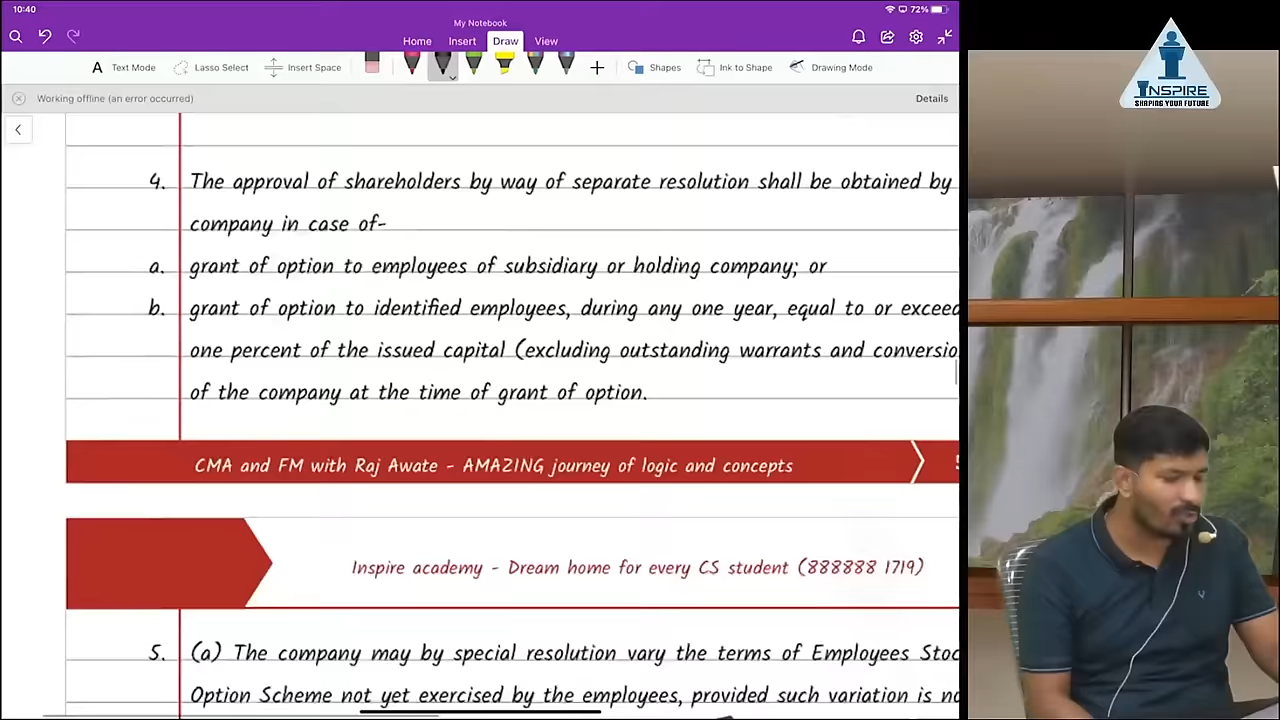 10:40
72%
My Notebook
Home Insert Draw View
Text Mode Lasso Select Insert Space Shapes Ink to Shape Drawing Mode
Working offline (an error occurred) Details
INSPIRE
SHAPING YOUR FUTURE
4. The approval of shareholders by way of separate resolution shall be obtained by
company in case of-
a. grant of option to employees of subsidiary or holding company; or
b. grant of option to identified employees, during any one year, equal to or exceed
one percent of the issued capital (excluding outstanding warrants and conversio
of the company at the time of grant of option.
CMA and FM with Raj Awate - AMAZING journey of logic and concepts
Inspire academy - Dream home for every CS student (888888 1719)
5. (a) The company may by special resolution vary the terms of Employees Stoc
Option Scheme not yet exercised by the employees, provided such variation is no